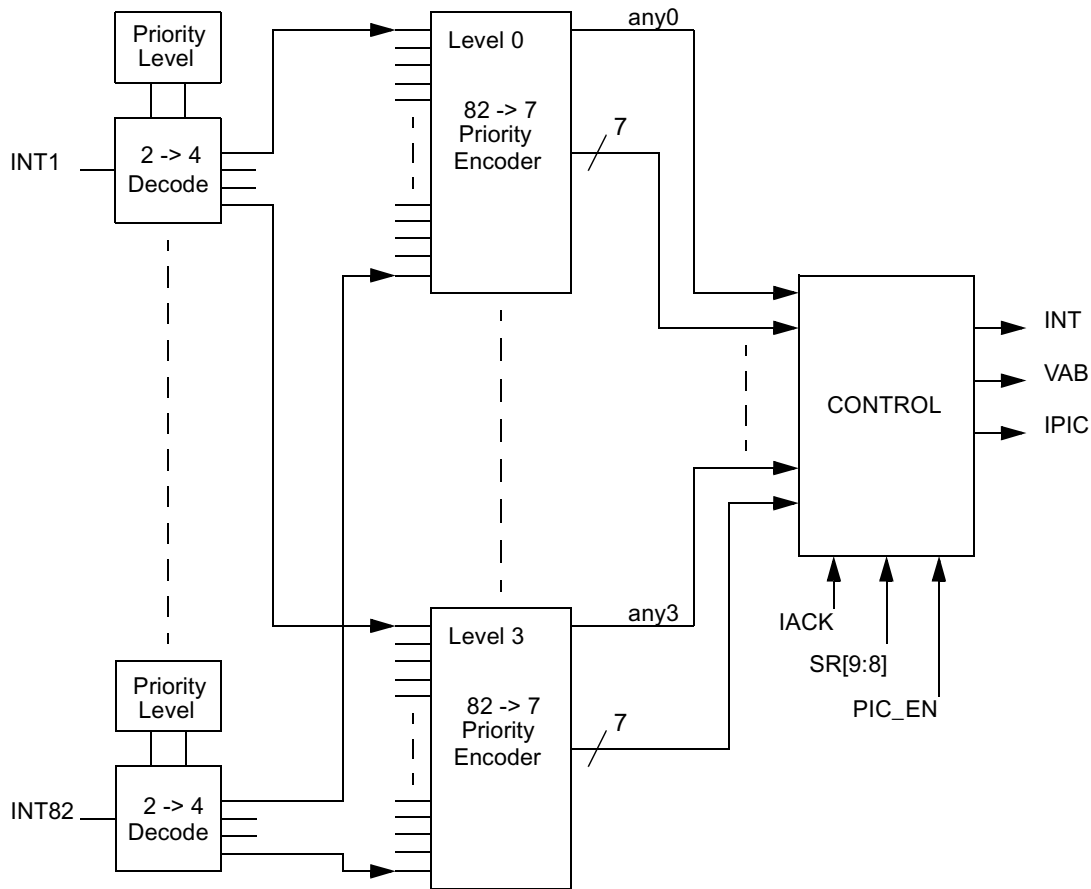 any0
Priority
Level
Level 0
82 -> 7
Priority
Encoder
7
INT1
2 -> 4
Decode
INT
VAB
IPIC
CONTROL
IACK
SR[9:8]
PIC_EN
any3
Level 3
82 -> 7
Priority
Encoder
7
Priority
Level
INT82
2 -> 4
Decode